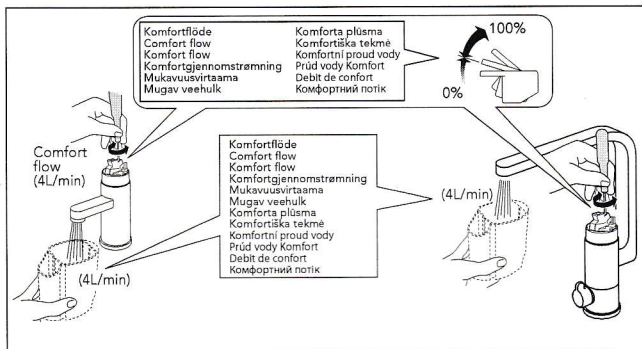 Komfortflöde
Comfort flow
Komfort flow
Komfortgjennomstrømning
Mukavuusvirtaama
Mugav veehulk
Komforta plūsma
Komfortiška tekmė
Komfortní proud vody
Prúd vody Komfort
Debit de confort
Комфортний потік
100%
0%
Comfort
flow
(4L/min)
(4L/min)
Komfortflöde
Comfort flow
Komfort flow
Komfortgjennomstrømning
Mukavuusvirtaama
Mugav veehulk
Komforta plūsma
Komfortiška tekmė
Komfortní proud vody
Prúd vody Komfort
Debit de confort
Комфортний потік
(4L/min)